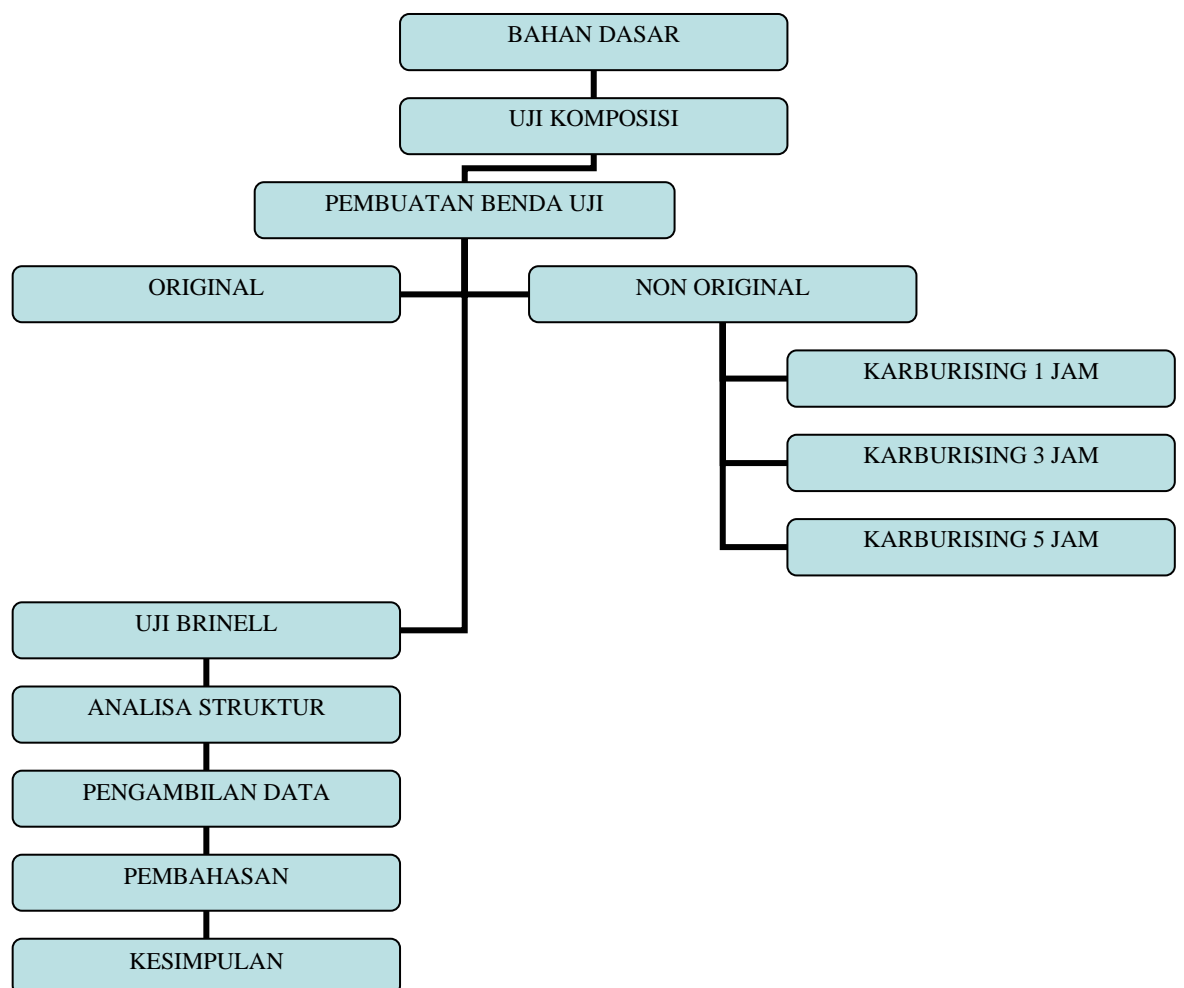 BAHAN DASAR
UJI KOMPOSISI
PEMBUATAN BENDA UJI
ORIGINAL
NON ORIGINAL
KARBURISING 1 JAM
KARBURISING 3 JAM
KARBURISING 5 JAM
UJI BRINELL
ANALISA STRUKTUR
PENGAMBILAN DATA
PEMBAHASAN
KESIMPULAN